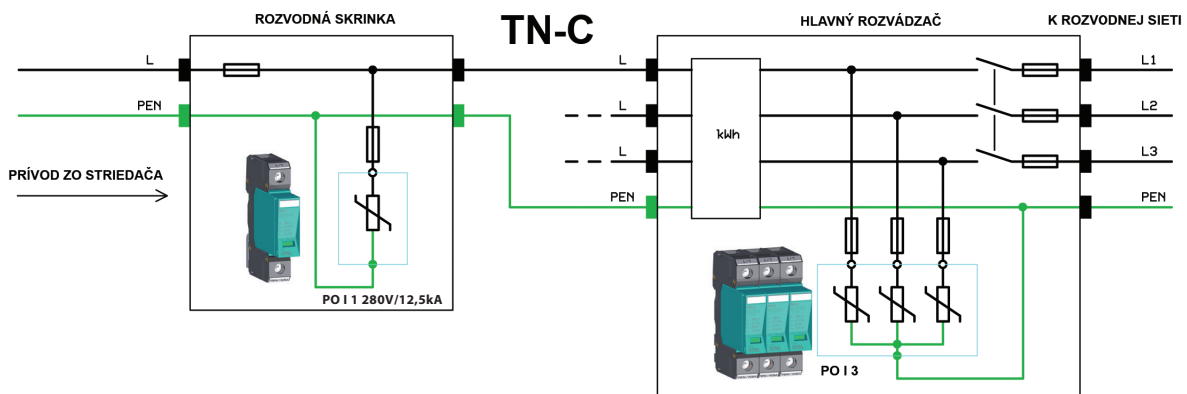 ROZVODNÁ SKRINKA
TN-C
HLAVNÝ ROZVÁDZAČ
K ROZVODNEJ SIETI
L
L
L1
PEN
L
L2
kWh
L
L3
PRÍVOD ZO STRIEDAČA
PEN
PEN
PO I 1 280V/12,5kA
PO I 3